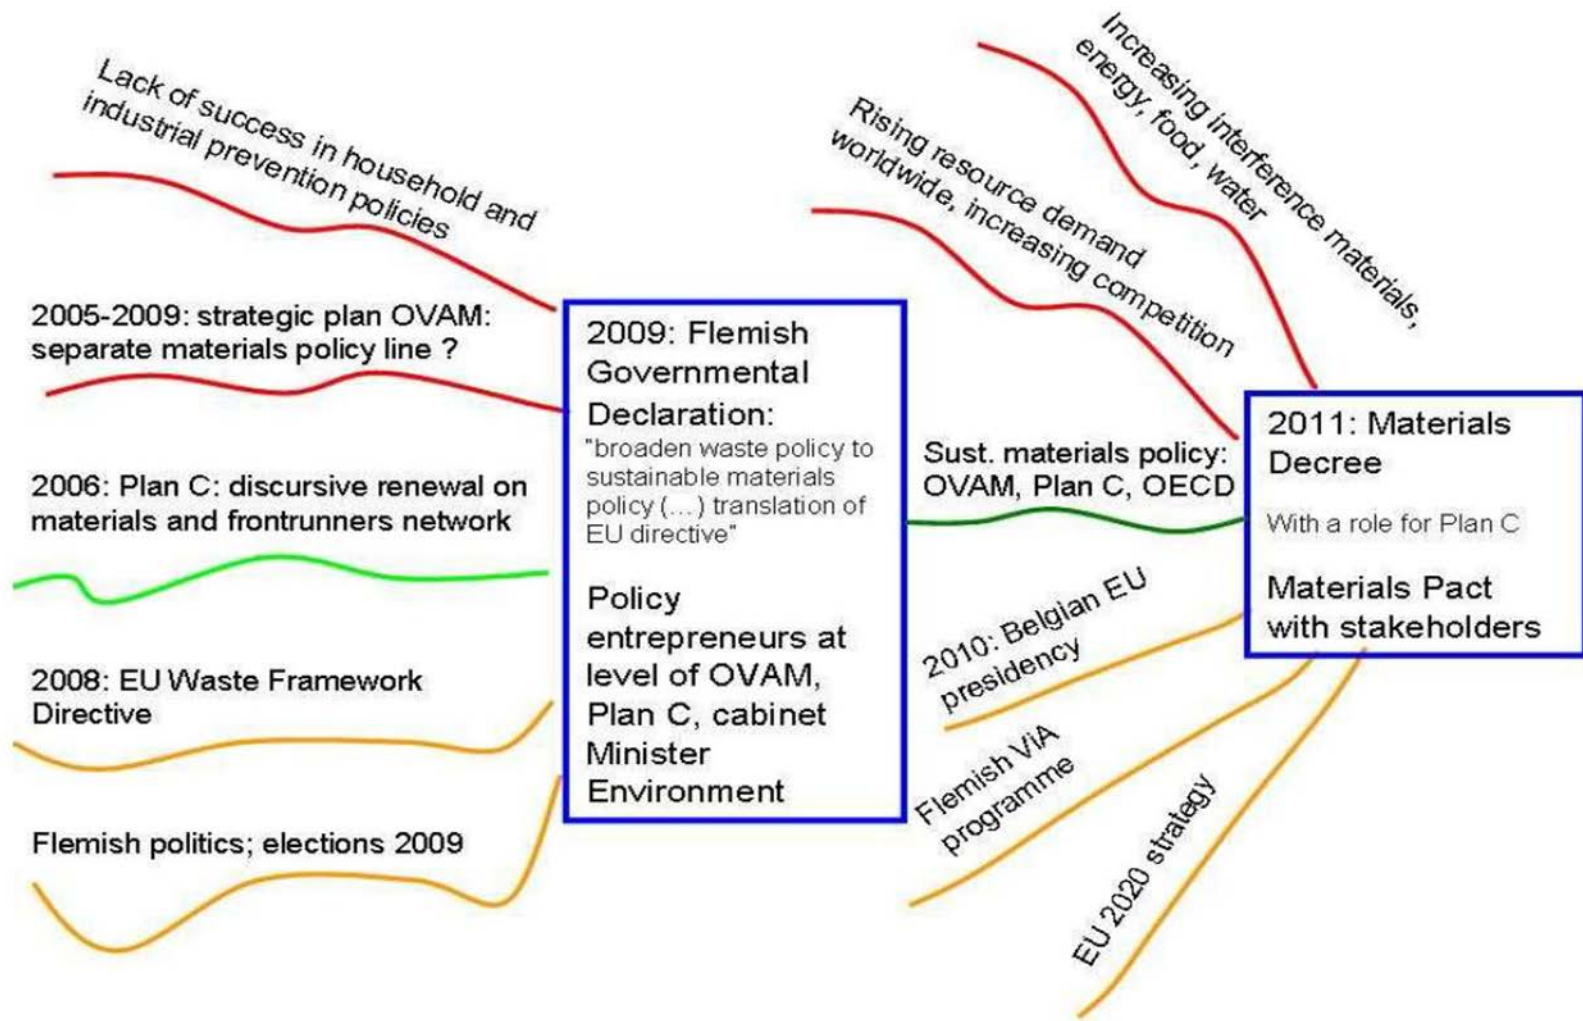 Lack of success in household and
industrial prevention policies
2005-2009: strategic plan OVAM:
separate materials policy line ?
2006: Plan C: discursive renewal on
materials and frontrunners network
2008: EU Waste Framework
Directive
Flemish politics; elections 2009
2009: Flemish
Governmental
Declaration:
"broaden waste policy to
sustainable materials
policy (...) translation of
EU directive"
Policy
entrepreneurs at
level of OVAM,
Plan C, cabinet
Minister
Environment
Increasing interference materials,
energy, food, water
Rising resource demand
worldwide, increasing competition
Sust. materials policy:
OVAM, Plan C, OECD
2010: Belgian EU
presidency
Flemish ViA
programme
EU 2020 strategy
2011: Materials
Decree
With a role for Plan C
Materials Pact
with stakeholders